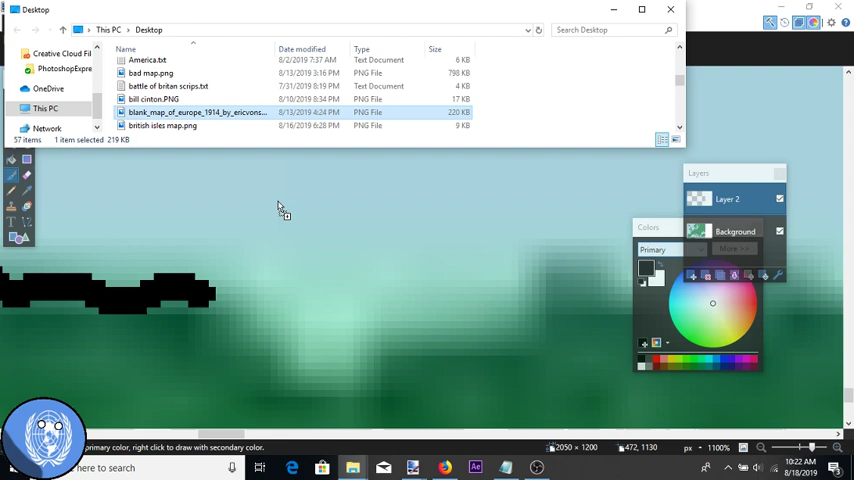 Desktop
This PC
Desktop
Search Desktop
Creative Cloud Fil
PhotoshopExpre
OneDrive
This PC
Network
Name Date modified Type Size
America.txt 8/2/2019 7:37 AM Text Document 6 KB
bad map.png 8/13/2019 3:16 PM PNG File 798 KB
battle of britan scrips.txt 7/31/2019 8:19 PM Text Document 4 KB
bill cinton.PNG 8/10/2019 8:34 PM PNG File 17 KB
blank_map_of_europe_1914_by_ericvons... 8/13/2019 4:24 PM PNG File 220 KB
british isles map.png 8/16/2019 6:28 PM PNG File 9 KB
57 items 1 item selected 219 KB
Layers
Layer 2
Background
Colors
Primary
More >>
primary color, right click to draw with secondary color.
2050 × 1200
472, 1130
px
1100%
here to search
Ae
10:22 AM
8/18/2019
3